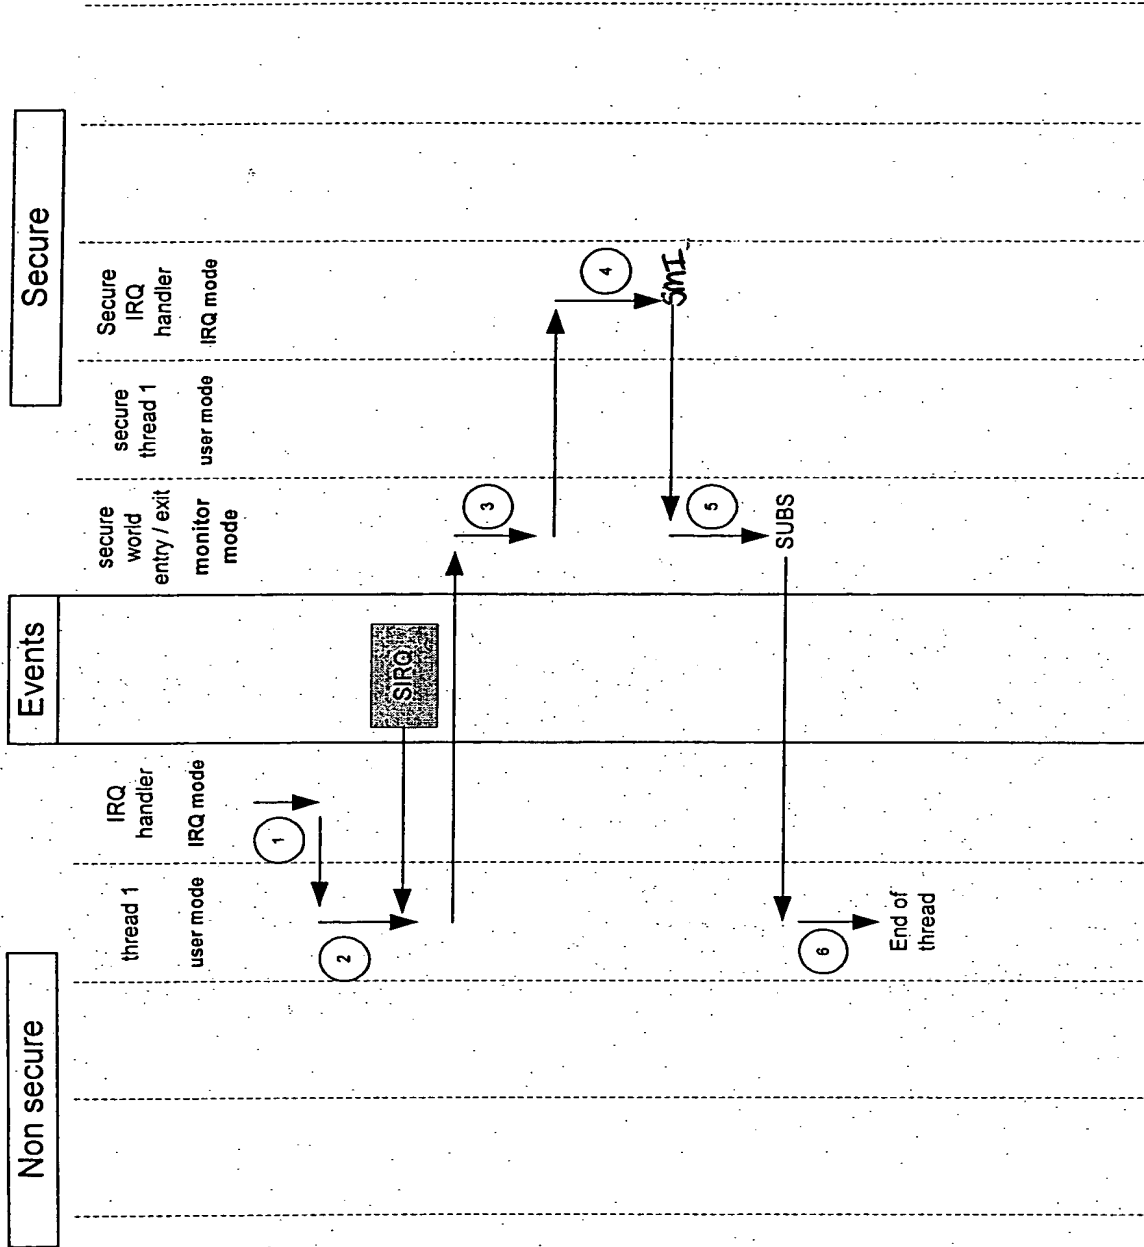 Non secure
Events
Secure
thread 1
user mode
IRQ
handler
IRQ mode
secure
world
entry / exit
monitor
mode
secure
thread 1
user mode
Secure
IRQ
handler
IRQ mode
1
2
SIRQ
3
4
SMI
5
SUBS
6
End of
thread